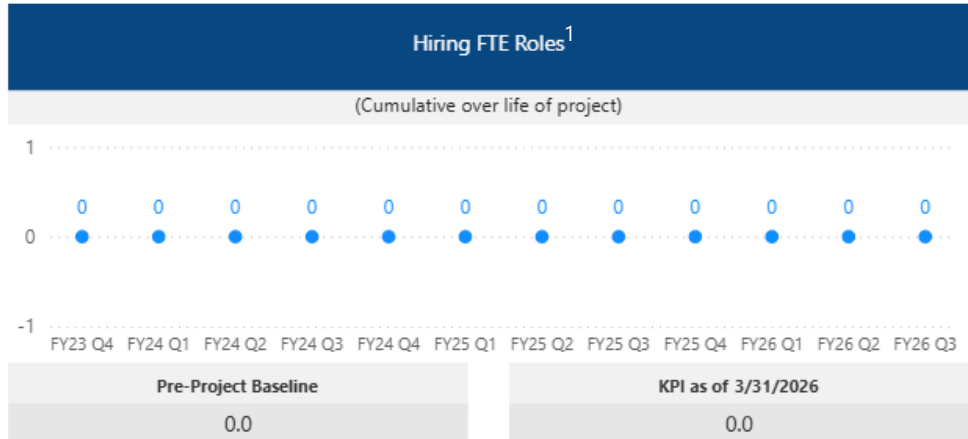 Hiring FTE Roles1
(Cumulative over life of project)
1
0 0 0 0 0 0 0 0 0 0 0 0
0
-1
FY23 Q4 FY24 Q1 FY24 Q2 FY24 Q3 FY24 Q4 FY25 Q1 FY25 Q2 FY25 Q3 FY25 Q4 FY26 Q1 FY26 Q2 FY26 Q3
Pre-Project Baseline KPI as of 3/31/2026
0.0 0.0